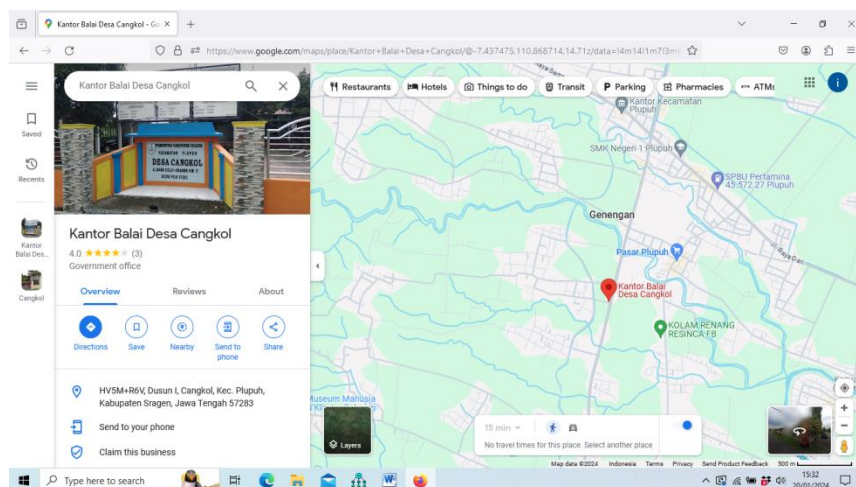 Kantor Balai Desa Cangkol - Go
https://www.google.com/maps/place/Kantor+Balai+Desa+Cangkol/@-7.437475,110.868714,14.71z/data=
Kantor Balai Desa Cangkol
Restaurants
Hotels
Things to do
Transit
Parking
Pharmacies
ATMs
Saved
Recents
Kantor
Balai Des...
Cangkol
DESA CANGKOL
Kantor Balai Desa Cangkol
4.0 ★★★★★ (3)
Government office
Overview
Reviews
About
Directions
Save
Nearby
Send to
phone
Share
HV5M+R6V, Dusun I, Cangkol, Kec. Plupuh,
Kabupaten Sragen, Jawa Tengah 57283
Send to your phone
Claim this business
Kantor Kecamatan
Plupuh
SMK Negeri 1 Plupuh
SPBU Pertamina
45.572.27 Plupuh
Genengan
Pasar Plupuh
Kantor Balai
Desa Cangkol
KOLAM RENANG
RESINCA FB
Museum Manusia
Layers
15 min
No travel times for this place. Select another place
Map data ©2024 Indonesia Terms Privacy Send Product Feedback 500 m
Type here to search
15:32
20/01/2024